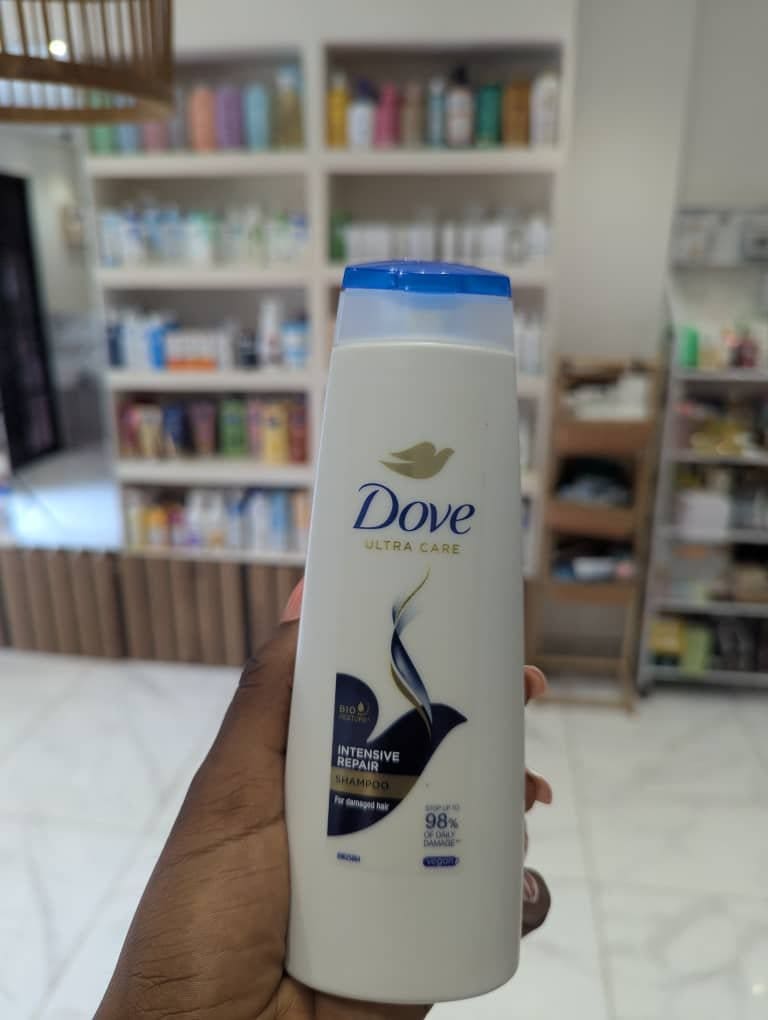 Dove
ULTRA CARE
BIO
INTENSIVE
REPAIR
SHAMPOO
For damaged hair
STOP UP TO
98%
OF DAILY
DAMAGE**
vegan